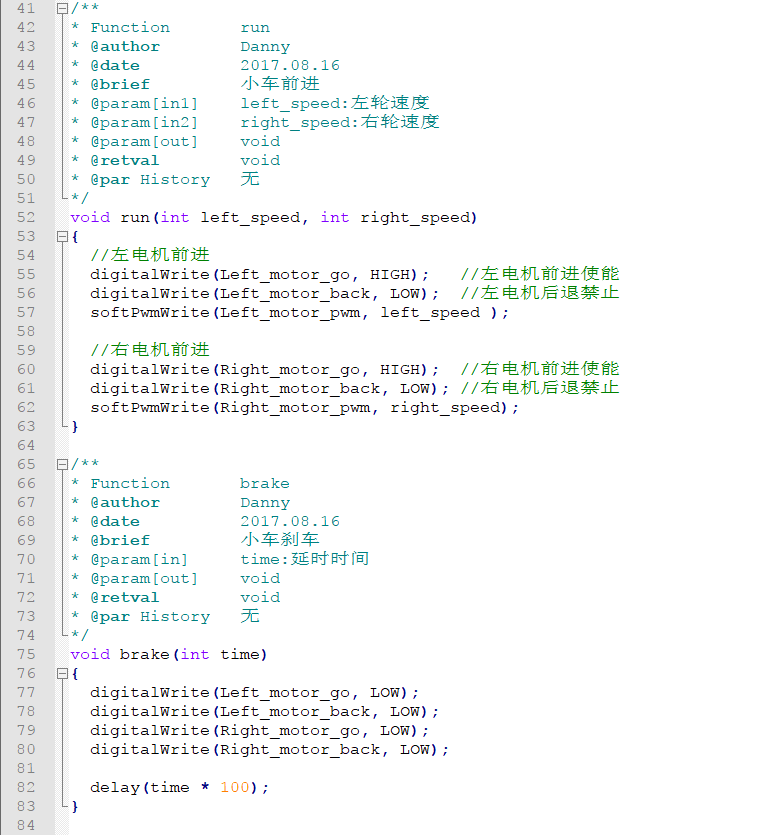 41 /**
42 * Function run
43 * @author Danny
44 * @date 2017.08.16
45 * @brief 小车前进
46 * @param[in1] left_speed:左轮速度
47 * @param[in2] right_speed:右轮速度
48 * @param[out] void
49 * @retval void
50 * @par History 无
51 */
52 void run(int left_speed, int right_speed)
53 {
54 //左电机前进
55 digitalWrite(Left_motor_go, HIGH); //左电机前进使能
56 digitalWrite(Left_motor_back, LOW); //左电机后退禁止
57 softPwmWrite(Left_motor_pwm, left_speed );
58
59 //右电机前进
60 digitalWrite(Right_motor_go, HIGH); //右电机前进使能
61 digitalWrite(Right_motor_back, LOW); //右电机后退禁止
62 softPwmWrite(Right_motor_pwm, right_speed);
63 }
64
65 /**
66 * Function brake
67 * @author Danny
68 * @date 2017.08.16
69 * @brief 小车刹车
70 * @param[in] time:延时时间
71 * @param[out] void
72 * @retval void
73 * @par History 无
74 */
75 void brake(int time)
76 {
77 digitalWrite(Left_motor_go, LOW);
78 digitalWrite(Left_motor_back, LOW);
79 digitalWrite(Right_motor_go, LOW);
80 digitalWrite(Right_motor_back, LOW);
81
82 delay(time * 100);
83 }
84